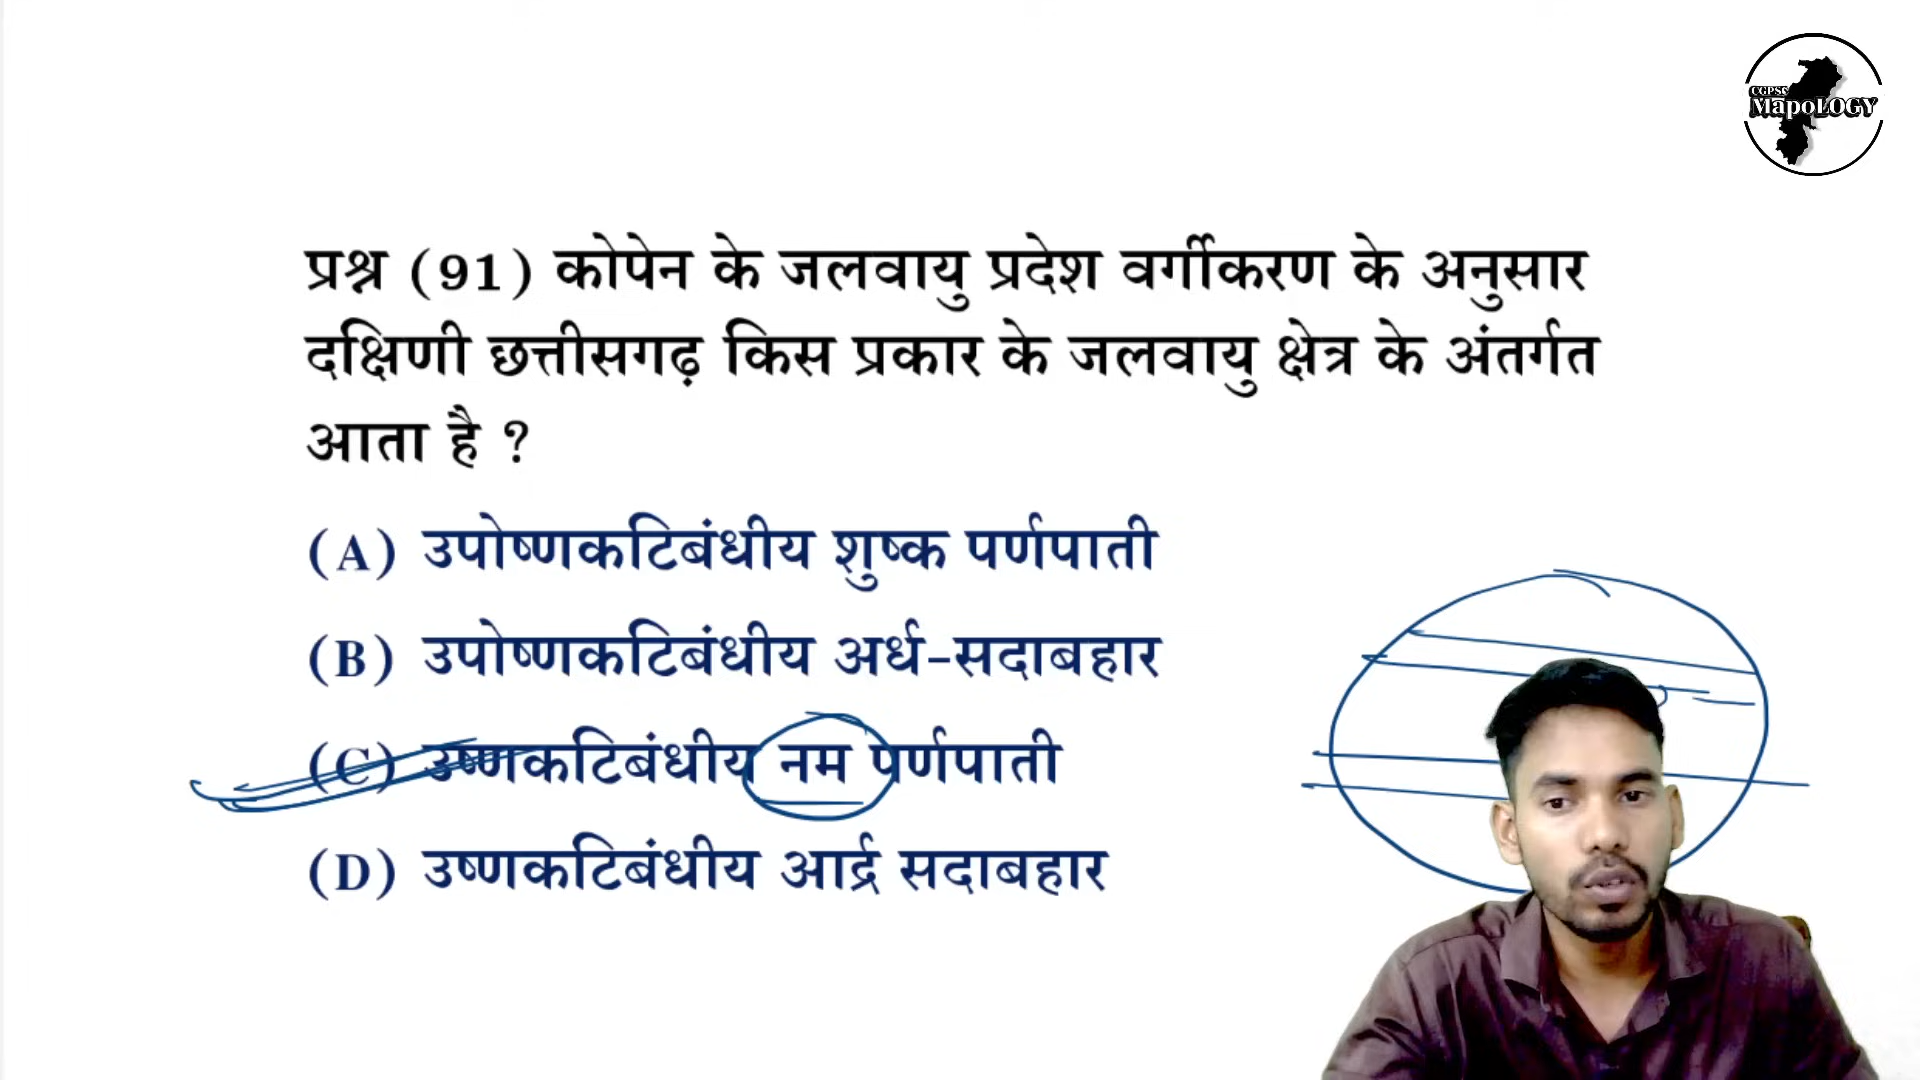 CGPSC
MapoLOGY
प्रश्न (91) कोपेन के जलवायु प्रदेश वर्गीकरण के अनुसार
दक्षिणी छत्तीसगढ़ किस प्रकार के जलवायु क्षेत्र के अंतर्गत
आता है ?
(A) उपोष्णकटिबंधीय शुष्क पर्णपाती
(B) उपोष्णकटिबंधीय अर्ध-सदाबहार
(C) उष्णकटिबंधीय नम पर्णपाती
(D) उष्णकटिबंधीय आर्द्र सदाबहार